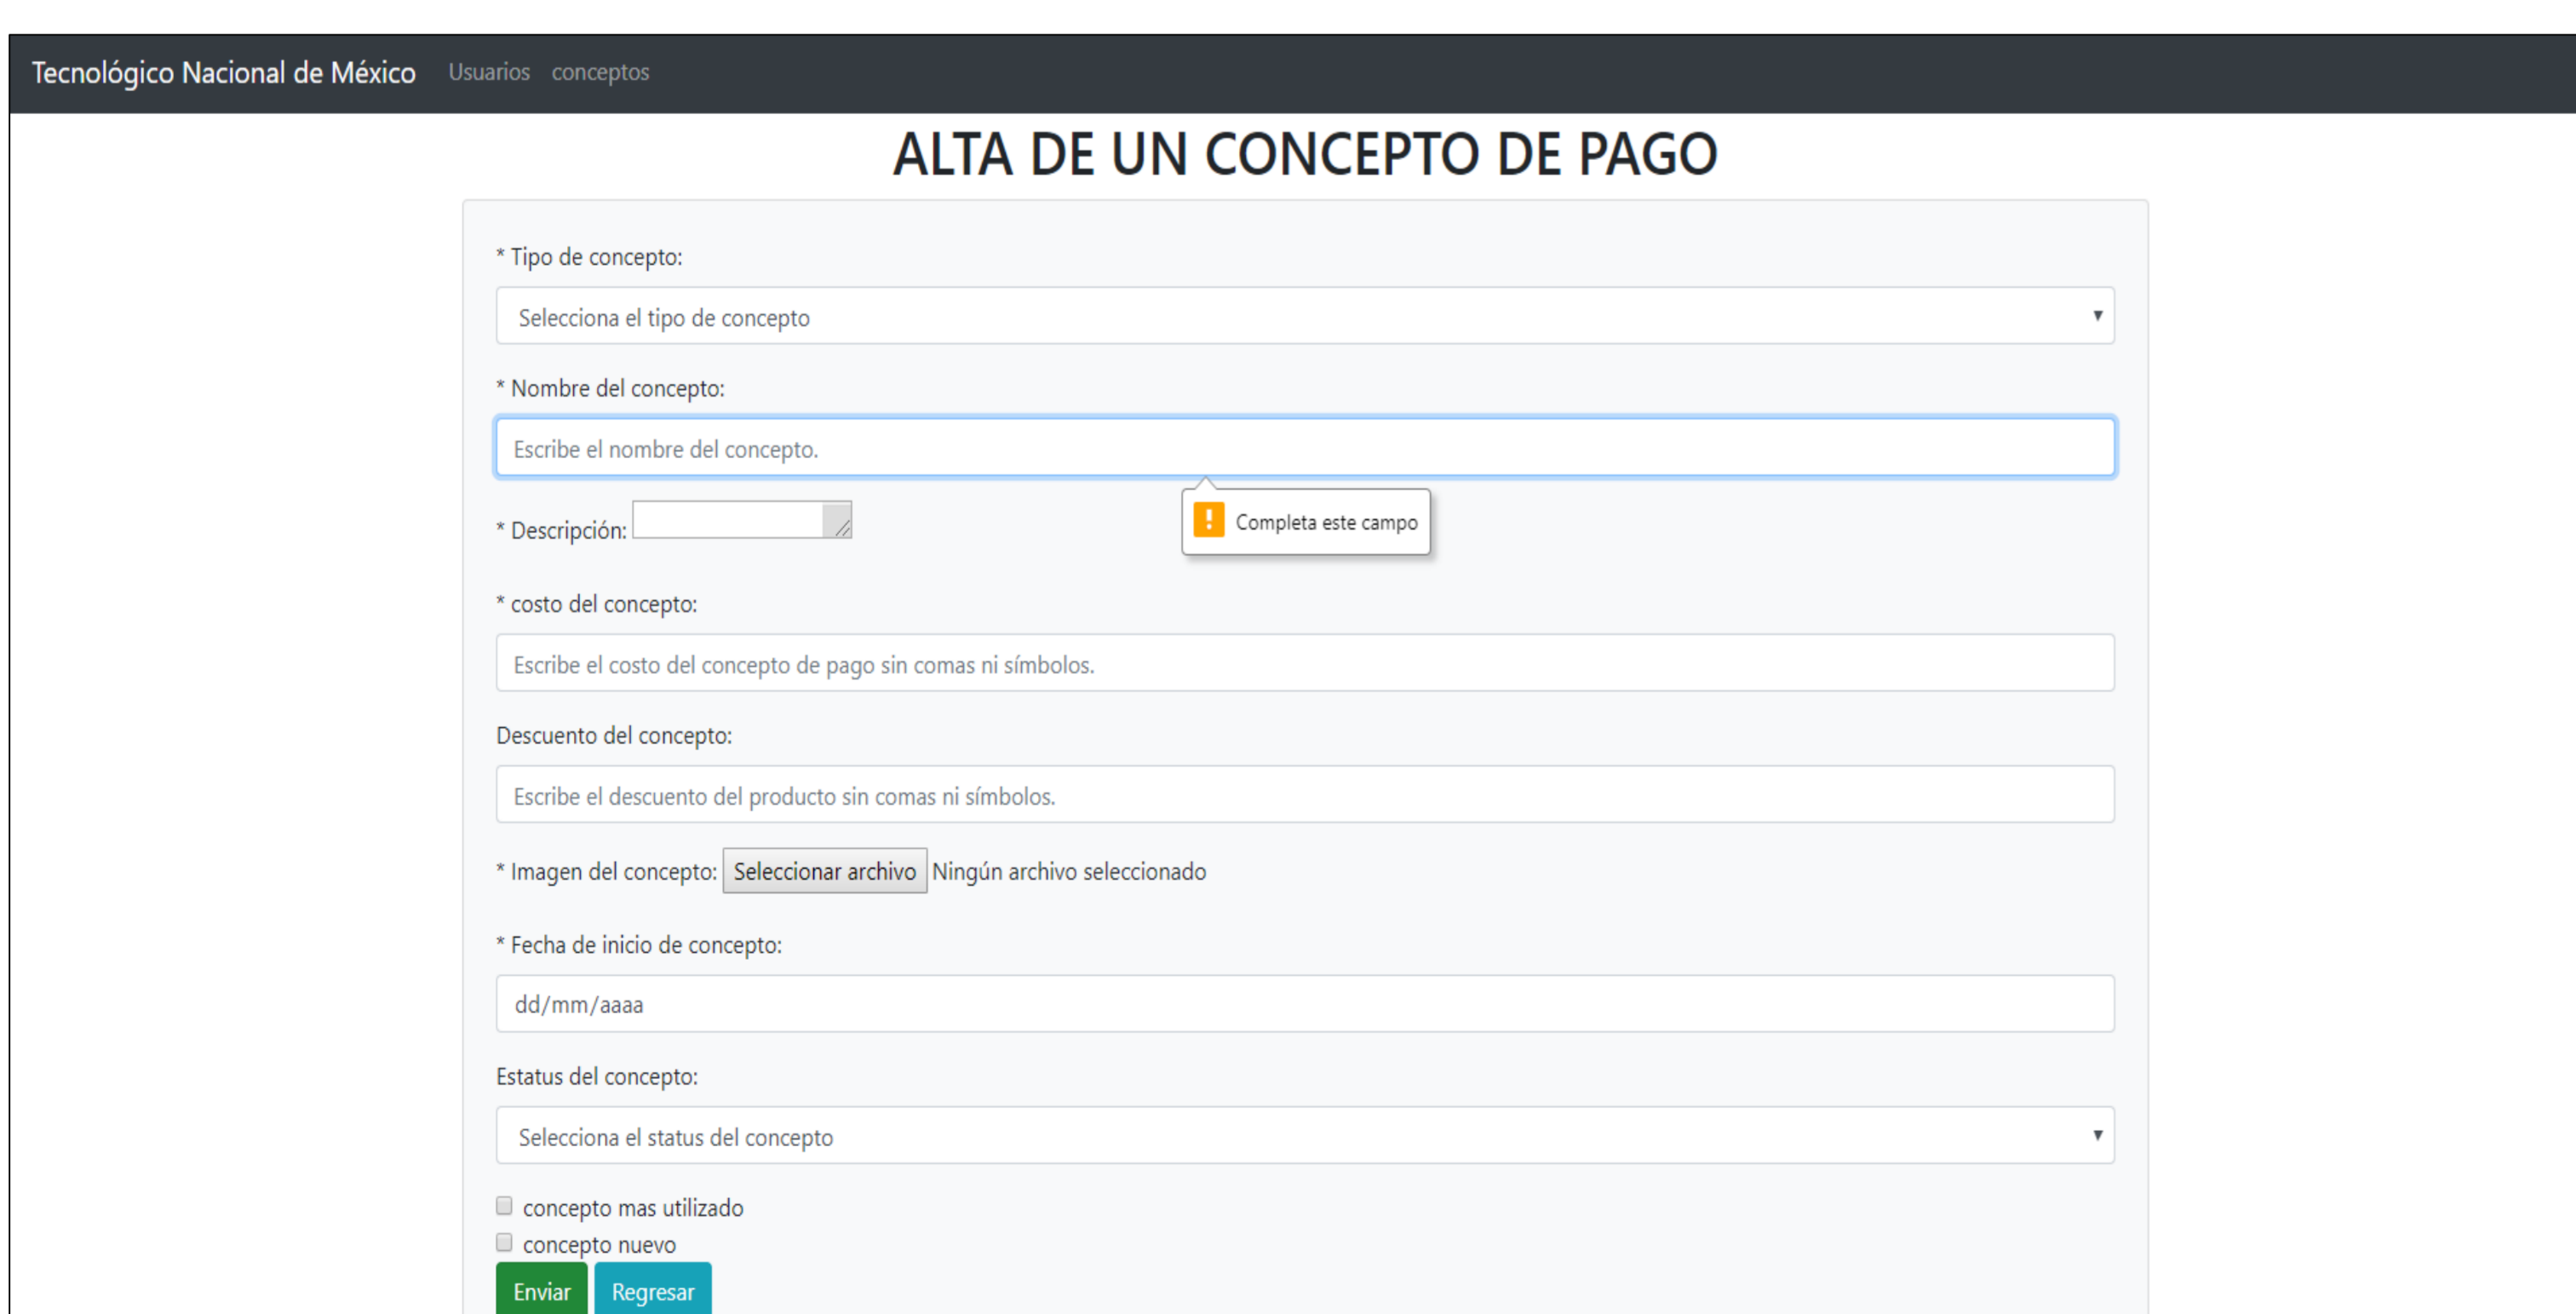 Tecnológico Nacional de México Usuarios conceptos
ALTA DE UN CONCEPTO DE PAGO
* Tipo de concepto:
Selecciona el tipo de concepto
* Nombre del concepto:
Escribe el nombre del concepto.
* Descripción:
! Completa este campo
* costo del concepto:
Escribe el costo del concepto de pago sin comas ni símbolos.
Descuento del concepto:
Escribe el descuento del producto sin comas ni símbolos.
* Imagen del concepto: Seleccionar archivo Ningún archivo seleccionado
* Fecha de inicio de concepto:
dd/mm/aaaa
Estatus del concepto:
Selecciona el status del concepto
concepto mas utilizado
concepto nuevo
Enviar Regresar